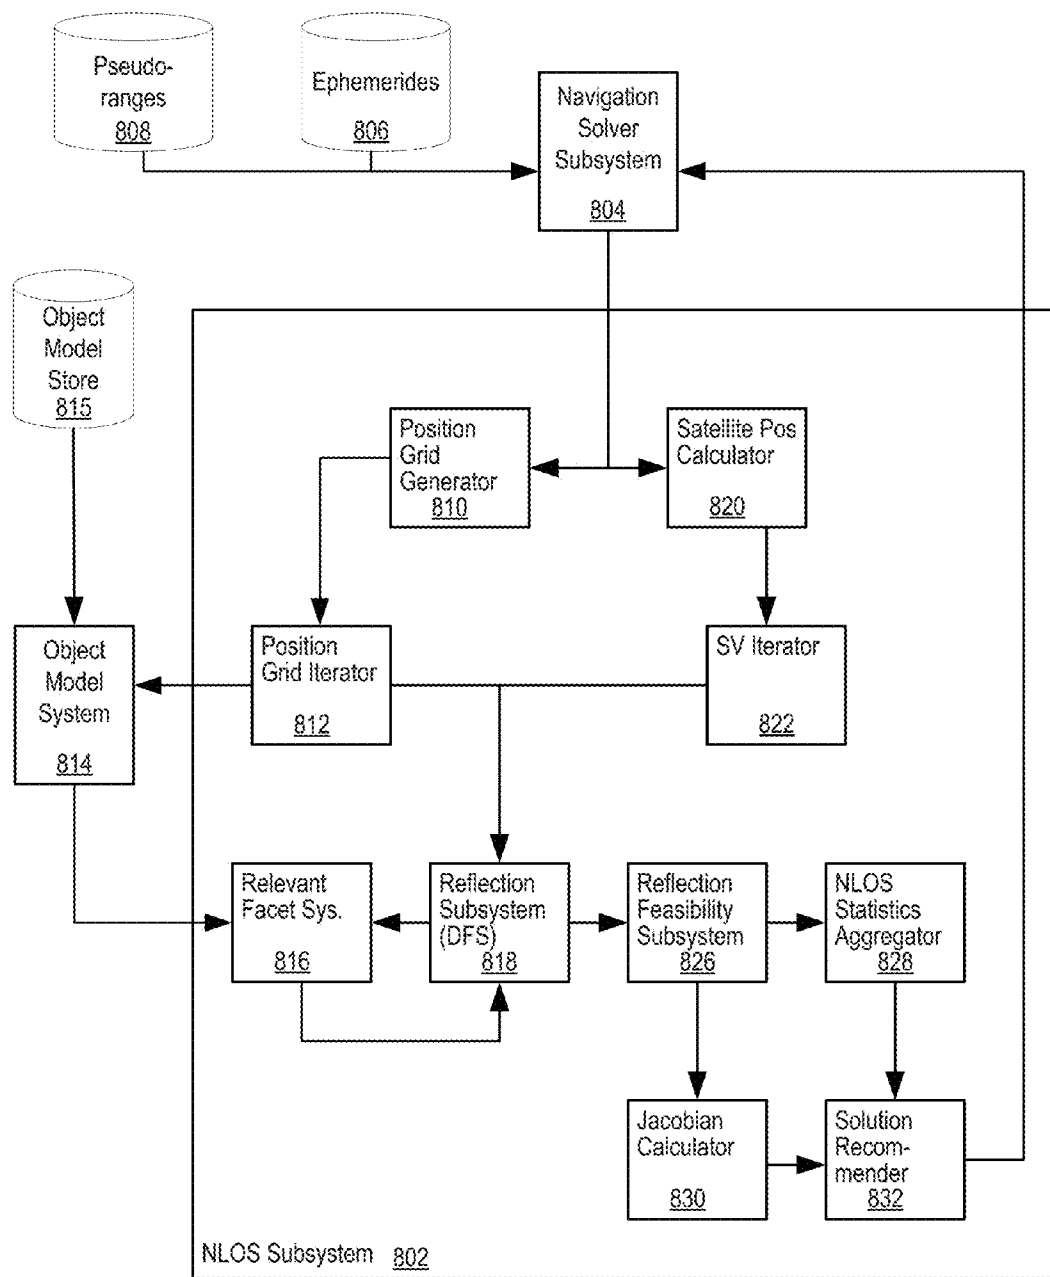 Pseudo-
ranges
808
Ephemerides
806
Navigation
Solver
Subsystem
804
Object
Model
Store
815
Position
Grid
Generator
810
Satellite Pos
Calculator
820
Object
Model
System
814
Position
Grid Iterator
812
SV Iterator
822
Relevant
Facet Sys.
816
Reflection
Subsystem
(DFS)
818
Reflection
Feasibility
Subsystem
826
NLOS
Statistics
Aggregator
828
Jacobian
Calculator
830
Solution
Recom-
mender
832
NLOS Subsystem 802